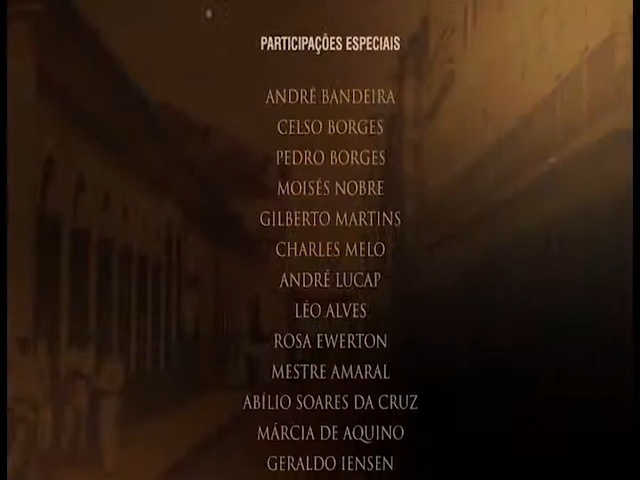 PARTICIPAÇÕES ESPECIAIS
ANDRÉ BANDEIRA
CELSO BORGES
PEDRO BORGES
MOISÉS NOBRE
GILBERTO MARTINS
CHARLES MELO
ANDRÉ LUCAP
LÉO ALVES
ROSA EWERTON
MESTRE AMARAL
ABÍLIO SOARES DA CRUZ
MÁRCIA DE AQUINO
GERALDO IENSEN